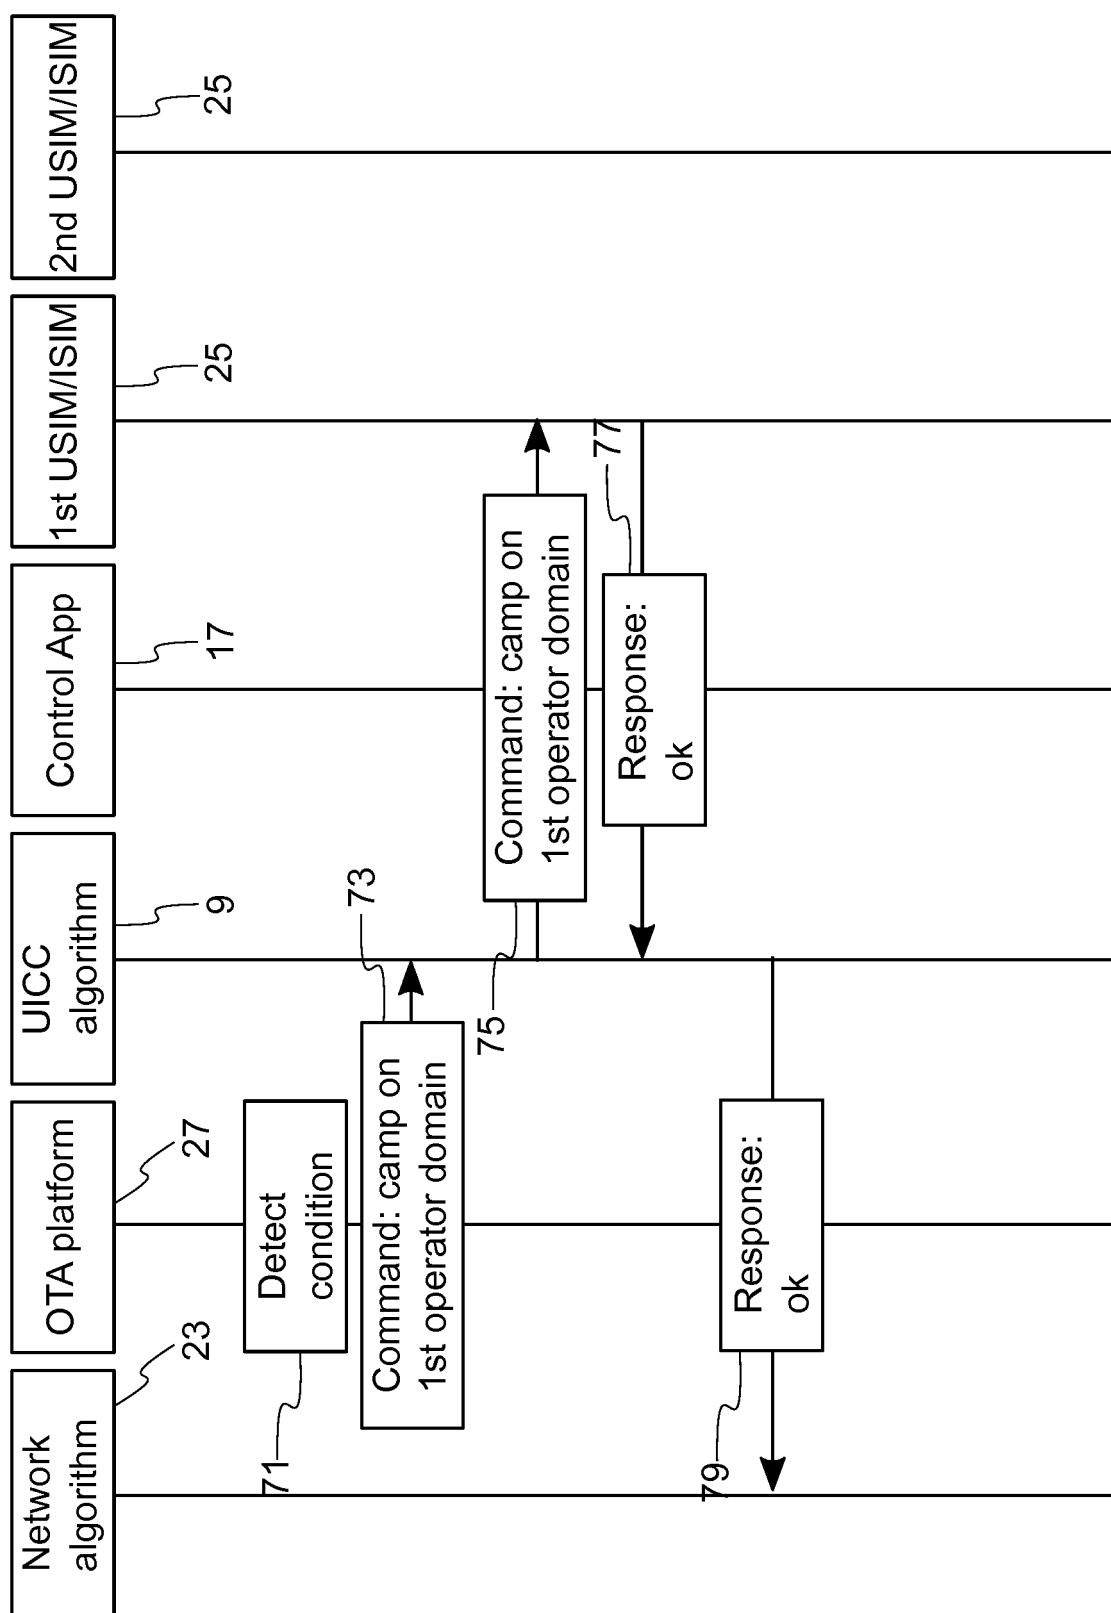 Network
algorithm
23
OTA platform
27
UICC
algorithm
9
Control App
17
1st USIM/ISIM
25
2nd USIM/ISIM
25
Detect
condition
71
Command: camp on
1st operator domain
73
Command: camp on
1st operator domain
75
Response:
ok
77
Response:
ok
79